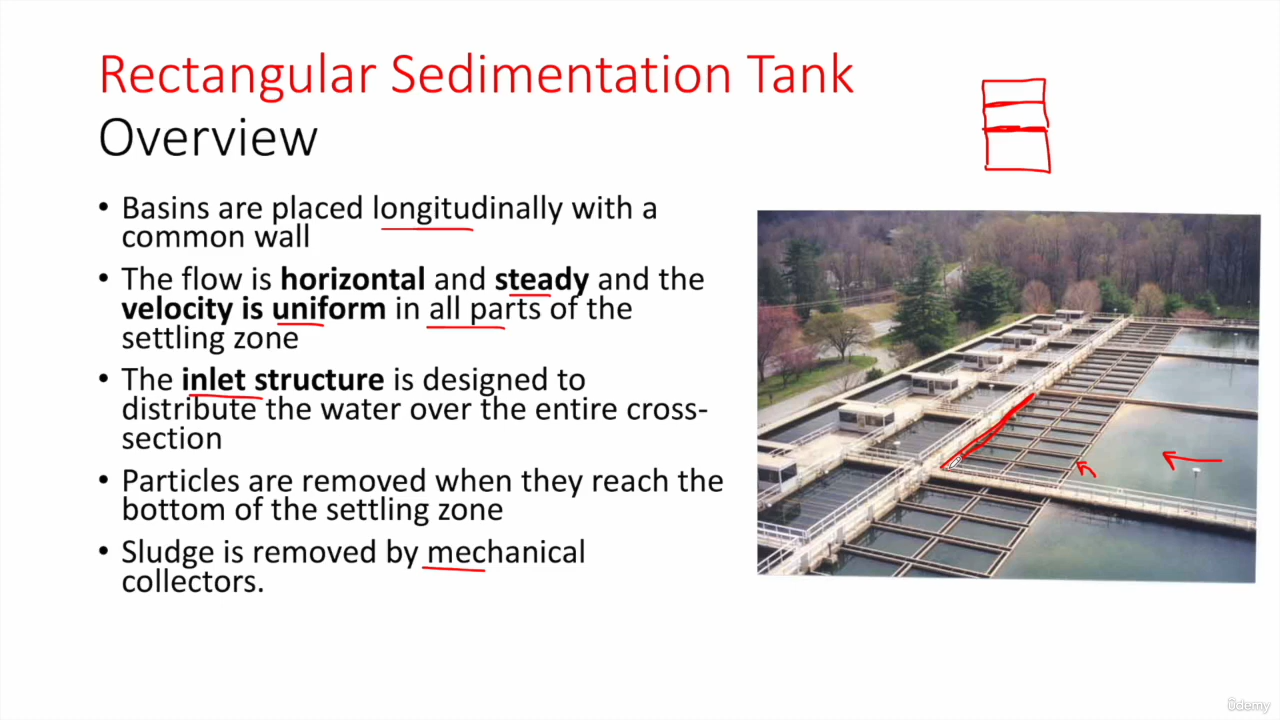 Rectangular Sedimentation Tank
Overview
• Basins are placed longitudinally with a
common wall
• The flow is horizontal and steady and the
velocity is uniform in all parts of the
settling zone
• The inlet structure is designed to
distribute the water over the entire cross-
section
• Particles are removed when they reach the
bottom of the settling zone
• Sludge is removed by mechanical
collectors.
ûdemy